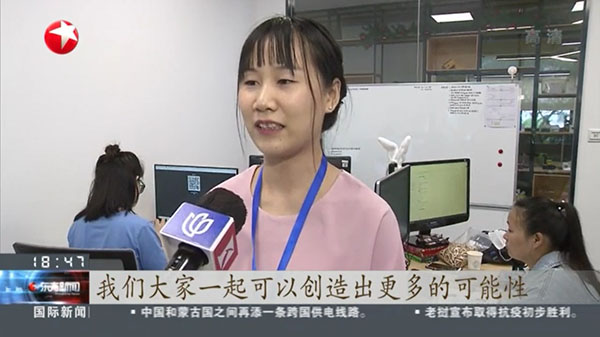 高清
18:47
东方新闻
我们大家一起可以创造出更多的可能性
国际新闻
·中国和蒙古国之间再添一条跨国供电线路。
·老挝宣布取得抗疫初步胜利。